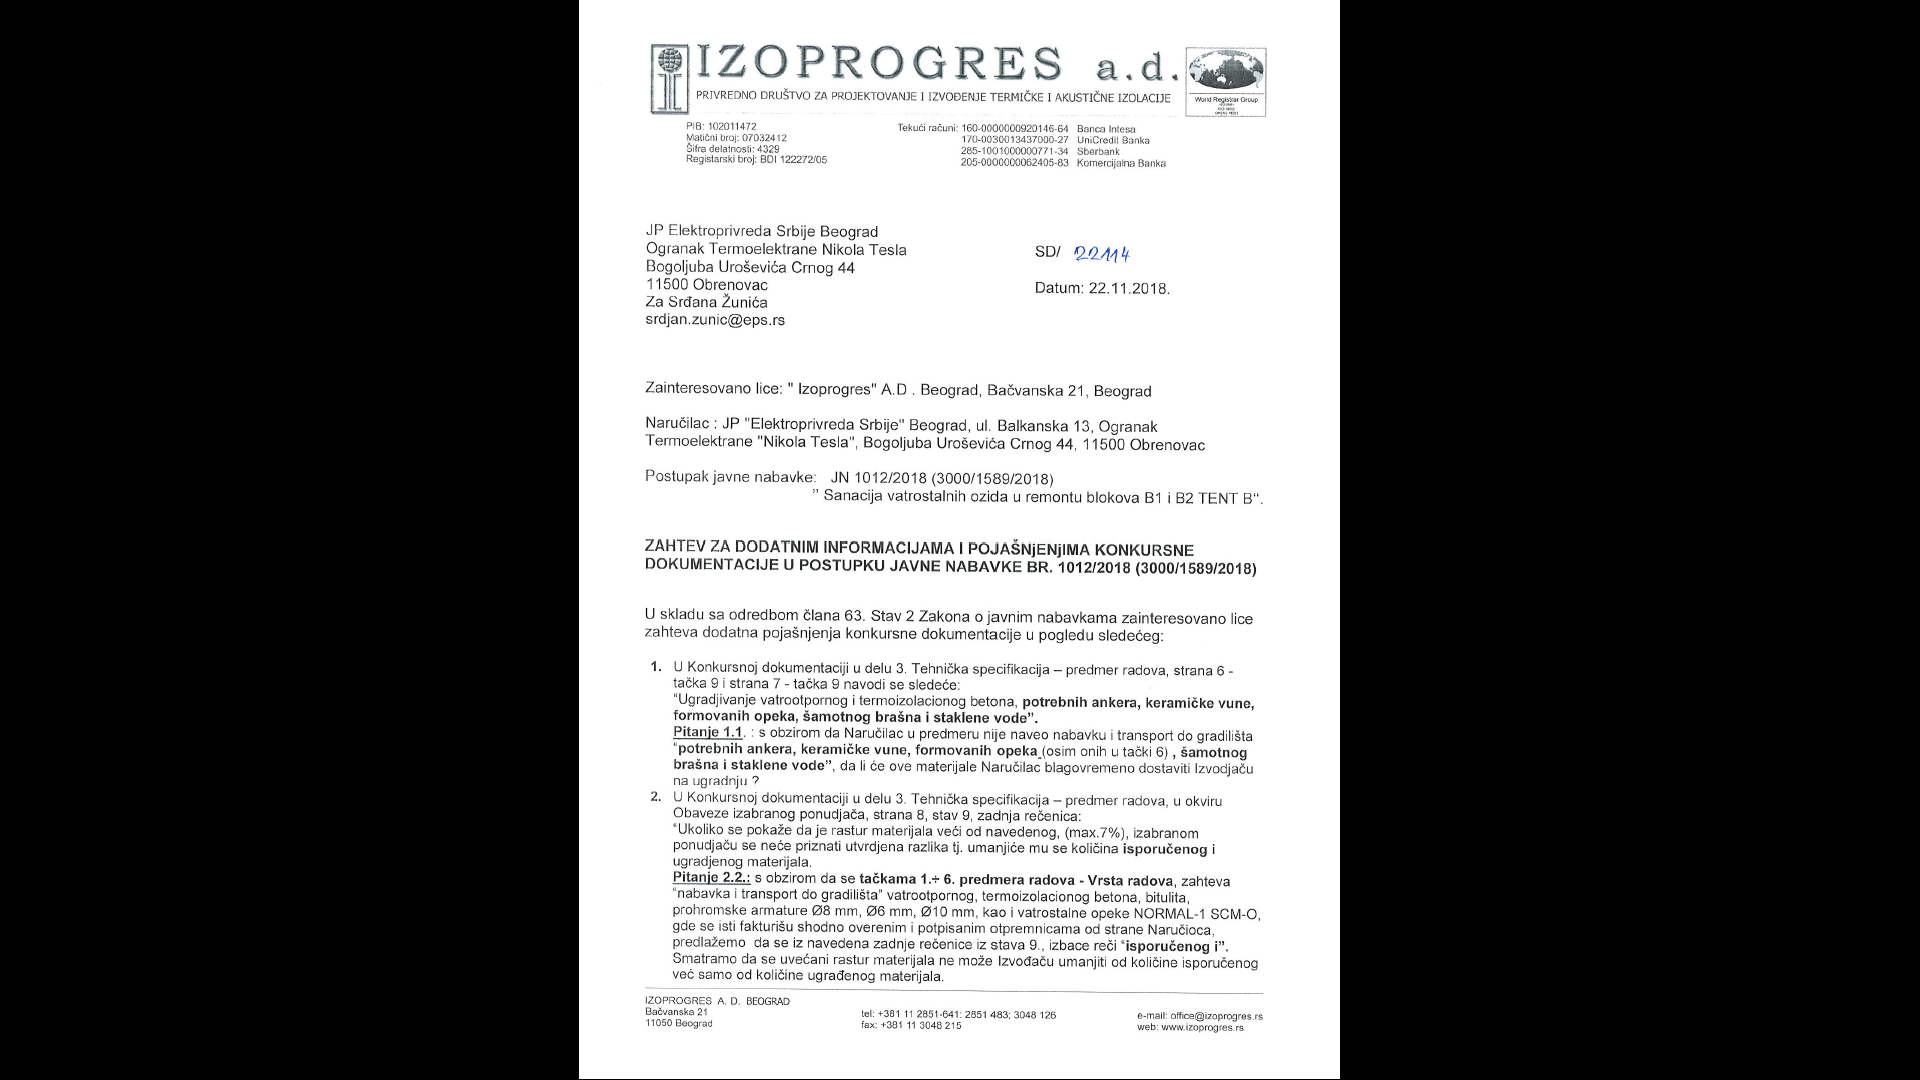 IZOPROGRES a.d.
PRIVREDNO DRUŠTVO ZA PROJEKTOVANJE I IZVOĐENJE TERMIČKE I AKUSTIČNE IZOLACIJE
World Registrar Group
PIB: 102011472
Matični broj: 07032412
Šifra delatnosti: 4329
Registarski broj: BDI 122272/05
Tekući računi: 160-0000000920146-64 Banca Intesa
170-0030013437000-27 UniCredit Banka
285-1001000000771-34 Sberbank
205-0000000062405-83 Komercijalna Banka
JP Elektroprivreda Srbije Beograd
Ogranak Termoelektrane Nikola Tesla
Bogoljuba Uroševića Crnog 44
11500 Obrenovac
Za Srđana Žunića
srdjan.zunic@eps.rs
SD/ 22114
Datum: 22.11.2018.
Zainteresovano lice: " Izoprogres" A.D . Beograd, Bačvanska 21, Beograd
Naručilac : JP "Elektroprivreda Srbije" Beograd, ul. Balkanska 13, Ogranak
Termoelektrane "Nikola Tesla", Bogoljuba Uroševića Crnog 44, 11500 Obrenovac
Postupak javne nabavke: JN 1012/2018 (3000/1589/2018)
” Sanacija vatrostalnih ozida u remontu blokova B1 i B2 TENT B“.
ZAHTEV ZA DODATNIM INFORMACIJAMA I POJAŠNjENjIMA KONKURSNE
DOKUMENTACIJE U POSTUPKU JAVNE NABAVKE BR. 1012/2018 (3000/1589/2018)
U skladu sa odredbom člana 63. Stav 2 Zakona o javnim nabavkama zainteresovano lice
zahteva dodatna pojašnjenja konkursne dokumentacije u pogledu sledećeg:
1. U Konkursnoj dokumentaciji u delu 3. Tehnička specifikacija – predmer radova, strana 6 -
tačka 9 i strana 7 - tačka 9 navodi se sledeće:
“Ugradjivanje vatrootpornog i termoizolacionog betona, potrebnih ankera, keramičke vune,
formovanih opeka, šamotnog brašna i staklene vode”.
Pitanje 1.1. : s obzirom da Naručilac u predmeru nije naveo nabavku i transport do gradilišta
“potrebnih ankera, keramičke vune, formovanih opeka (osim onih u tački 6) , šamotnog
brašna i staklene vode”, da li će ove materijale Naručilac blagovremeno dostaviti Izvodjaču
na ugradnju ?
2. U Konkursnoj dokumentaciji u delu 3. Tehnička specifikacija – predmer radova, u okviru
Obaveze izabranog ponudjača, strana 8, stav 9, zadnja rečenica:
“Ukoliko se pokaže da je rastur materijala veći od navedenog, (max.7%), izabranom
ponudjaču se neće priznati utvrdjena razlika tj. umanjiće mu se količina isporučenog i
ugradjenog materijala.
Pitanje 2.2.: s obzirom da se tačkama 1.÷ 6. predmera radova - Vrsta radova, zahteva
“nabavka i transport do gradilišta” vatrootpornog, termoizolacionog betona, bitulita,
prohromske armature Ø8 mm, Ø6 mm, Ø10 mm, kao i vatrostalne opeke NORMAL-1 SCM-O,
gde se isti fakturišu shodno overenim i potpisanim otpremnicama od strane Naručioca,
predlažemo da se iz navedena zadnje rečenice iz stava 9., izbace reči “isporučenog i”.
Smatramo da se uvećani rastur materijala ne može Izvođaču umanjiti od količine isporučenog
već samo od količine ugrađenog materijala.
IZOPROGRES A. D. BEOGRAD
Bačvanska 21
11050 Beograd
tel: +381 11 2851-641: 2851 483; 3048 126
fax: +381 11 3048 215
e-mail: office@izoprogres.rs
web: www.izoprogres.rs